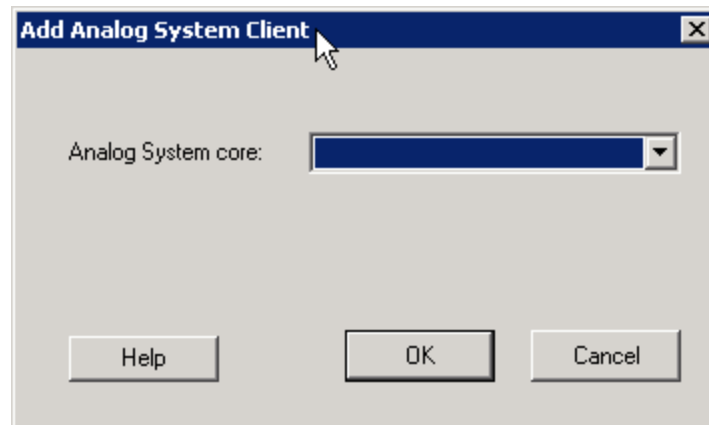 Add Analog System Client
Analog System core:
Help
OK
Cancel